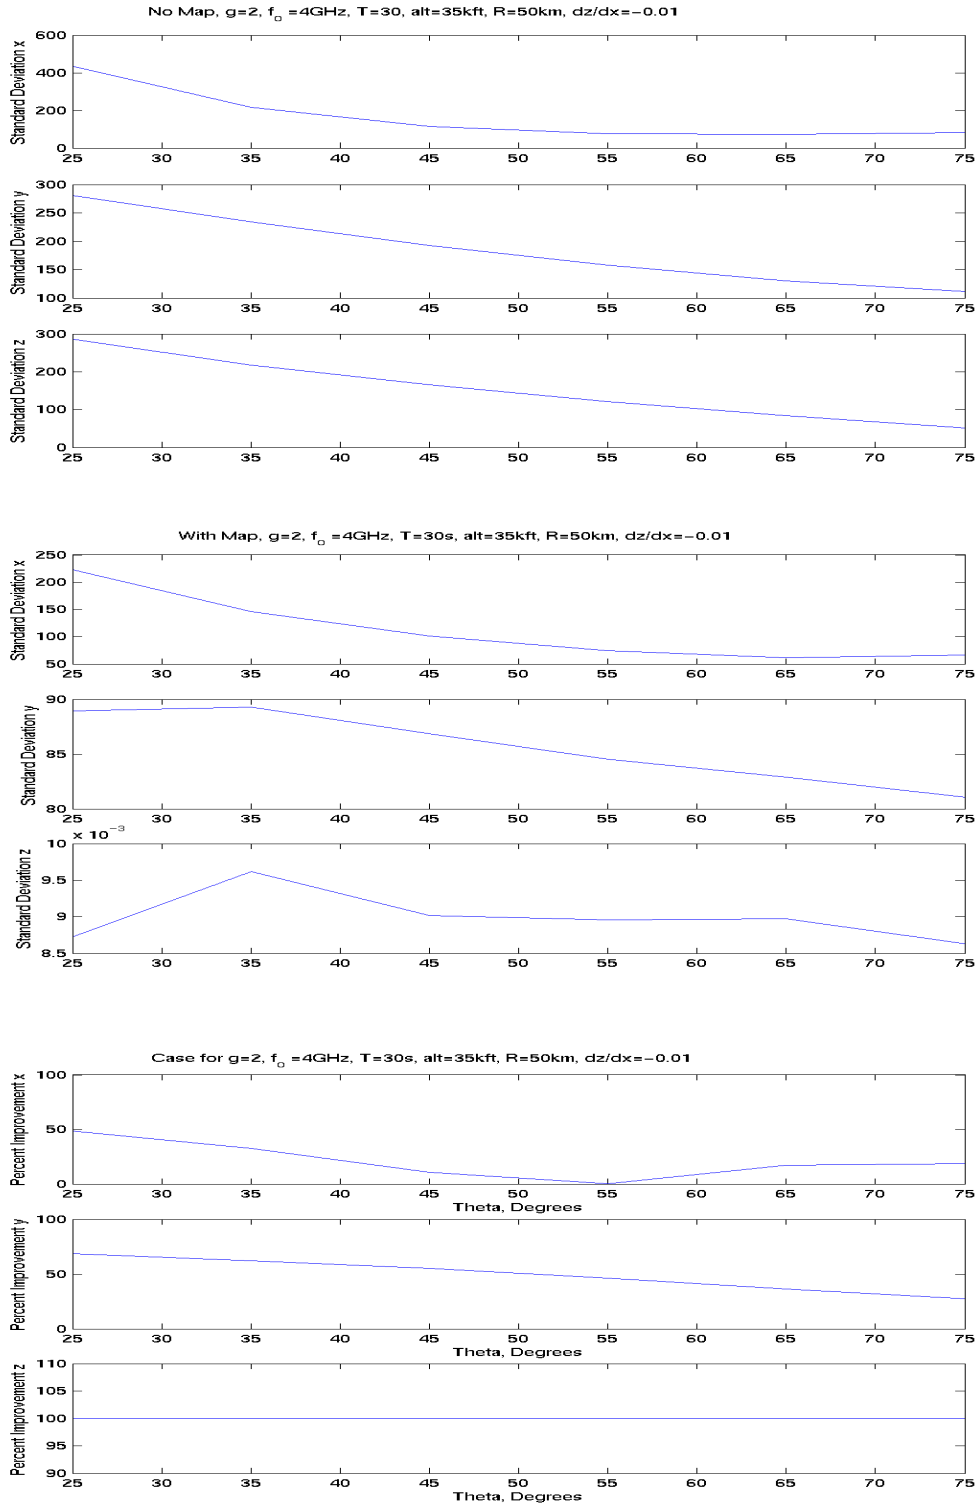 No Map, g=2, f_o =4GHz, T=30, alt=35kft, R=50km, dz/dx=−0.01
Standard Deviation x
600
400
200
0
25 30 35 40 45 50 55 60 65 70 75
Standard Deviation y
300
250
200
150
100
25 30 35 40 45 50 55 60 65 70 75
Standard Deviation z
300
200
100
0
25 30 35 40 45 50 55 60 65 70 75
With Map, g=2, f_o =4GHz, T=30s, alt=35kft, R=50km, dz/dx=−0.01
Standard Deviation x
250
200
150
100
50
25 30 35 40 45 50 55 60 65 70 75
Standard Deviation y
90
85
80
25 30 35 40 45 50 55 60 65 70 75
x 10^−3
Standard Deviation z
10
9.5
9
8.5
25 30 35 40 45 50 55 60 65 70 75
Case for g=2, f_o =4GHz, T=30s, alt=35kft, R=50km, dz/dx=−0.01
Percent Improvement x
100
50
0
25 30 35 40 45 50 55 60 65 70 75
Theta, Degrees
Percent Improvement y
100
50
0
25 30 35 40 45 50 55 60 65 70 75
Theta, Degrees
Percent Improvement z
110
105
100
95
90
25 30 35 40 45 50 55 60 65 70 75
Theta, Degrees